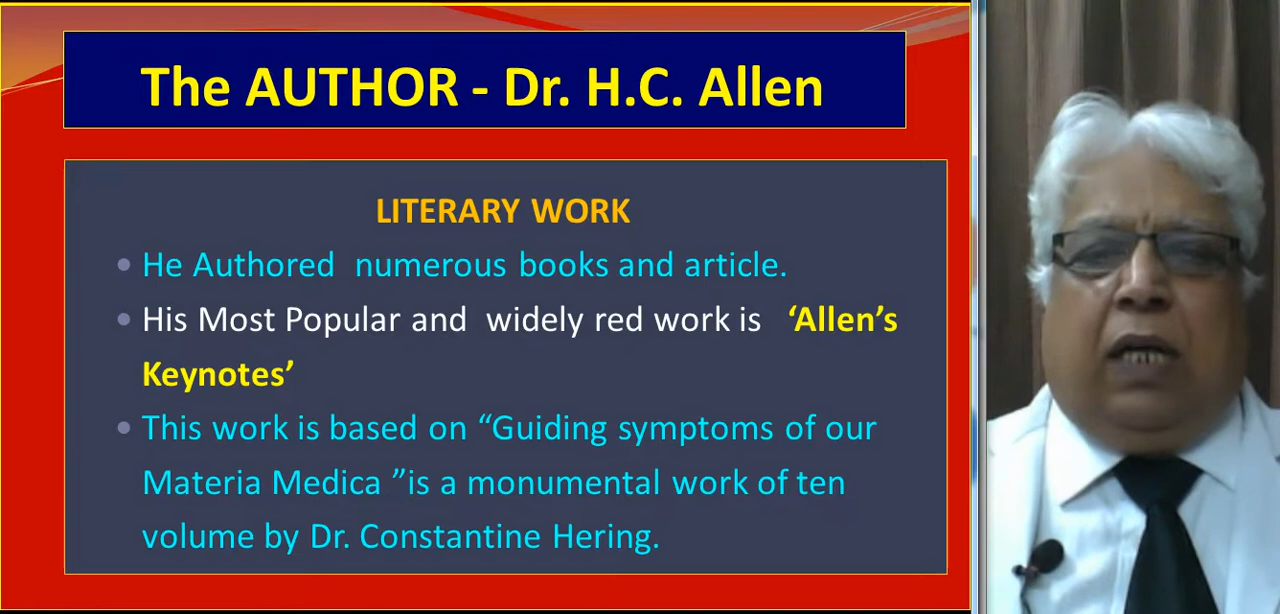 The AUTHOR - Dr. H.C. Allen
LITERARY WORK
• He Authored numerous books and article.
• His Most Popular and widely red work is ‘Allen’s
Keynotes’
• This work is based on “Guiding symptoms of our
Materia Medica ”is a monumental work of ten
volume by Dr. Constantine Hering.